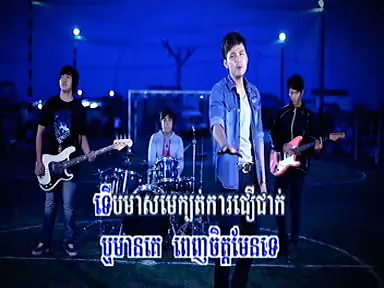 ទើបមាសមេក្បត់ការជឿជាក់
ឬមានគេ ពេញចិត្តមែនទេ